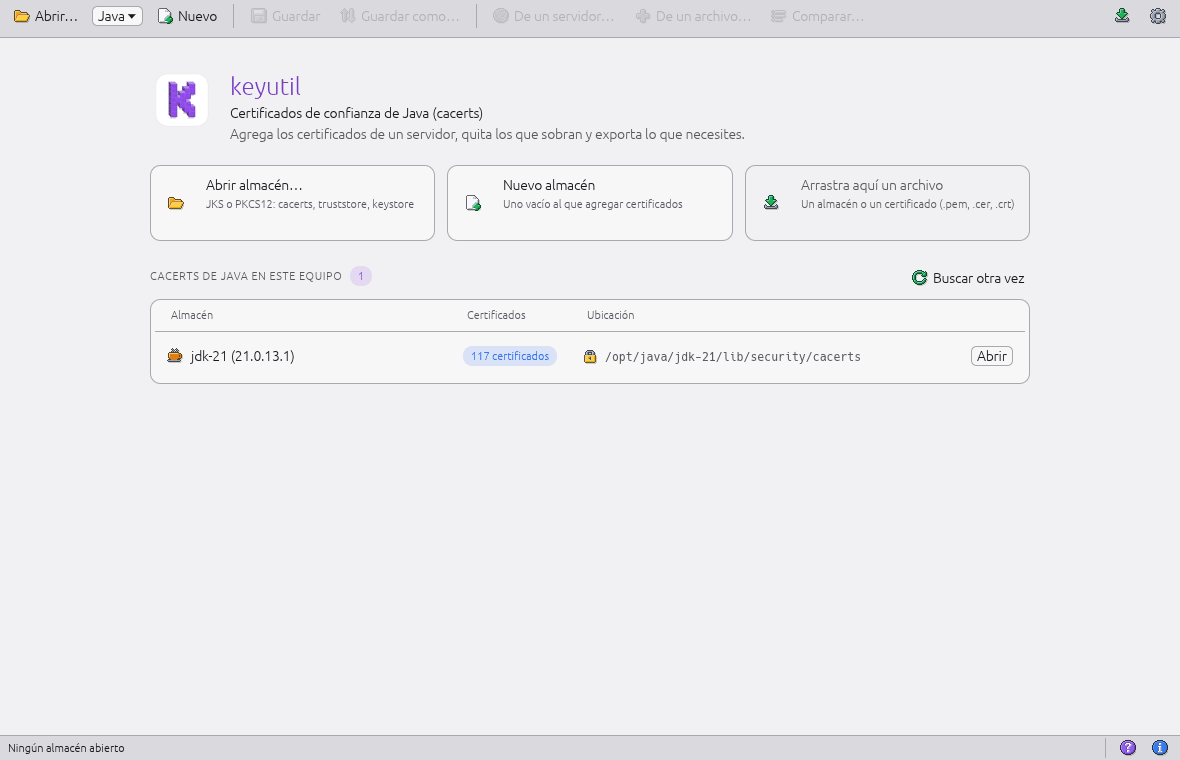 Abrir...
Java
Nuevo
Guardar
Guardar como...
De un servidor...
De un archivo...
Comparar...
keyutil
Certificados de confianza de Java (cacerts)
Agrega los certificados de un servidor, quita los que sobran y exporta lo que necesites.
Abrir almacén...
JKS o PKCS12: cacerts, truststore, keystore
Nuevo almacén
Uno vacío al que agregar certificados
Arrastra aquí un archivo
Un almacén o un certificado (.pem, .cer, .crt)
CACERTS DE JAVA EN ESTE EQUIPO 1
Buscar otra vez
Almacén Certificados Ubicación
jdk-21 (21.0.13.1) 117 certificados /opt/java/jdk-21/lib/security/cacerts Abrir
Ningún almacén abierto